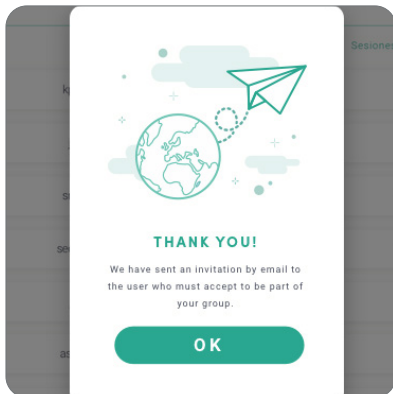 Sesiones
THANK YOU!
We have sent an invitation by email to
the user who must accept to be part of
your group.
OK